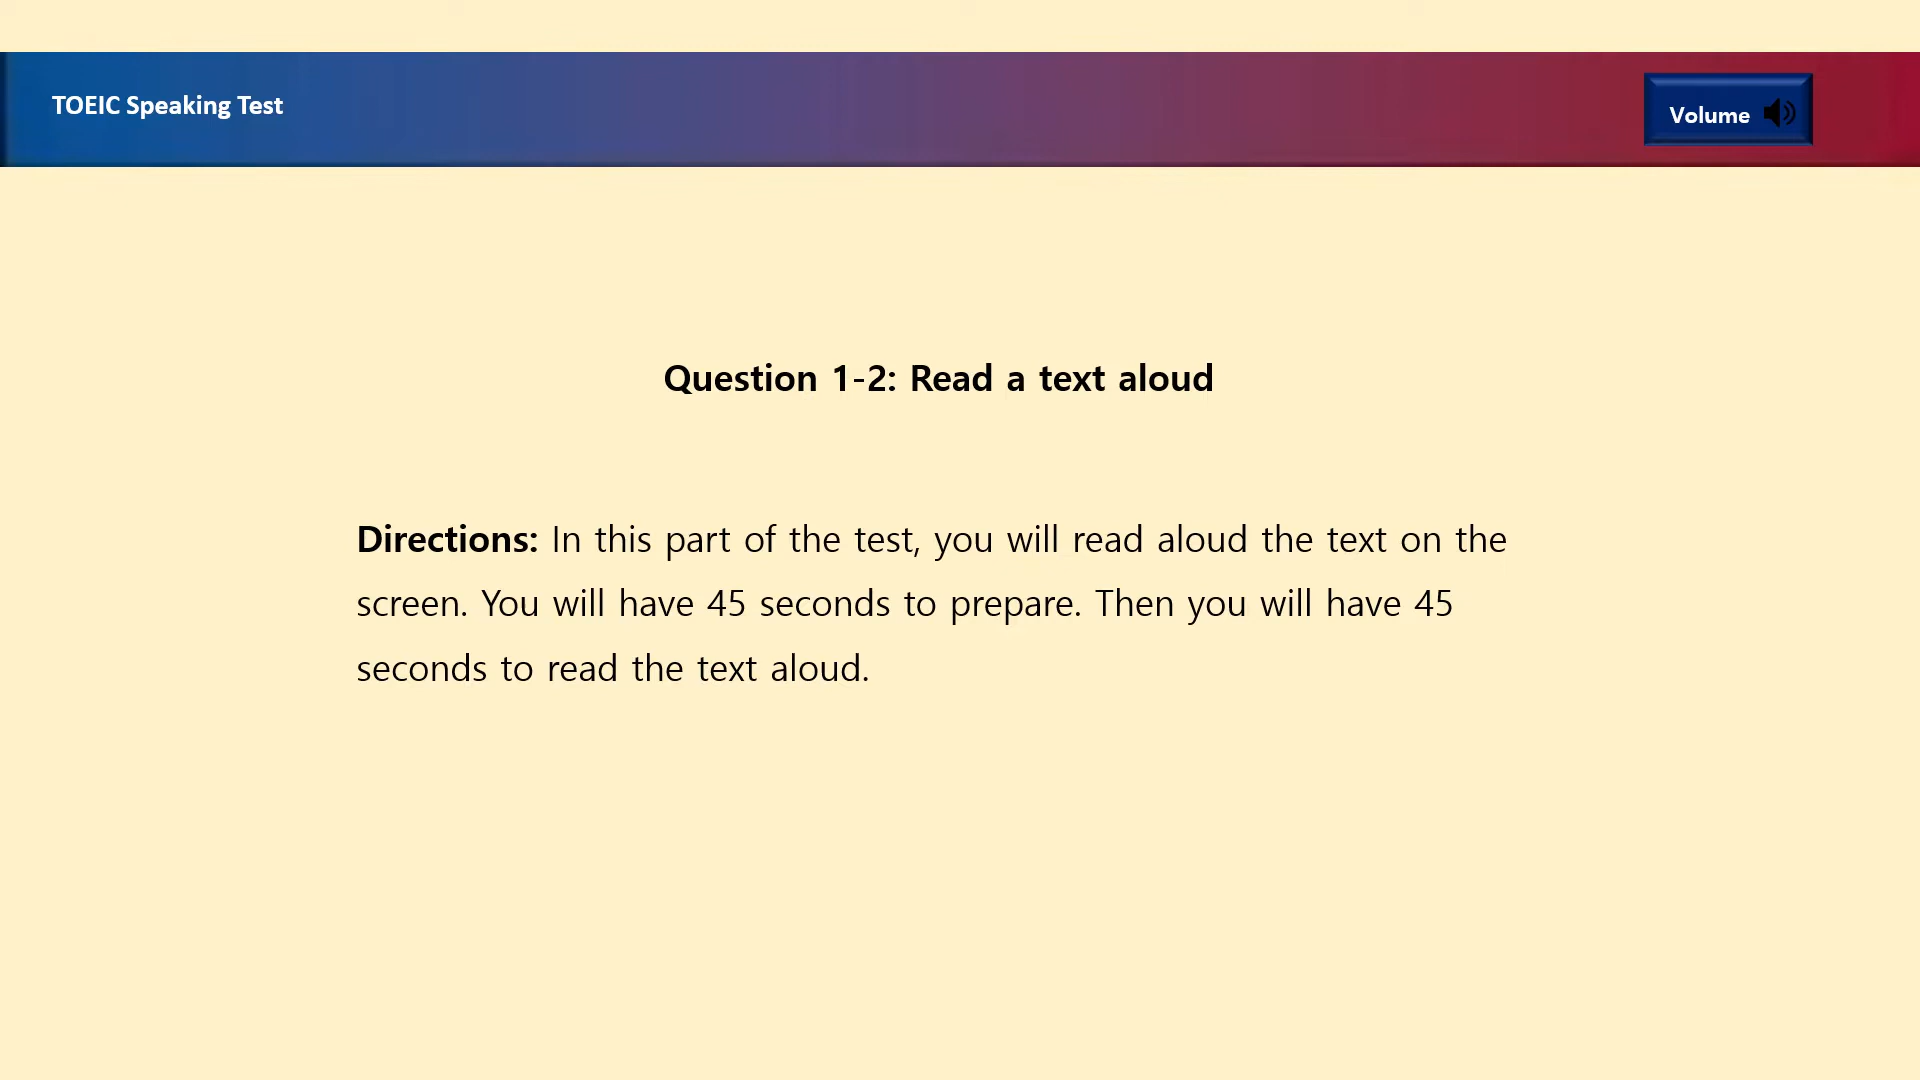 TOEIC Speaking Test
Volume
Question 1-2: Read a text aloud
Directions: In this part of the test, you will read aloud the text on the
screen. You will have 45 seconds to prepare. Then you will have 45
seconds to read the text aloud.